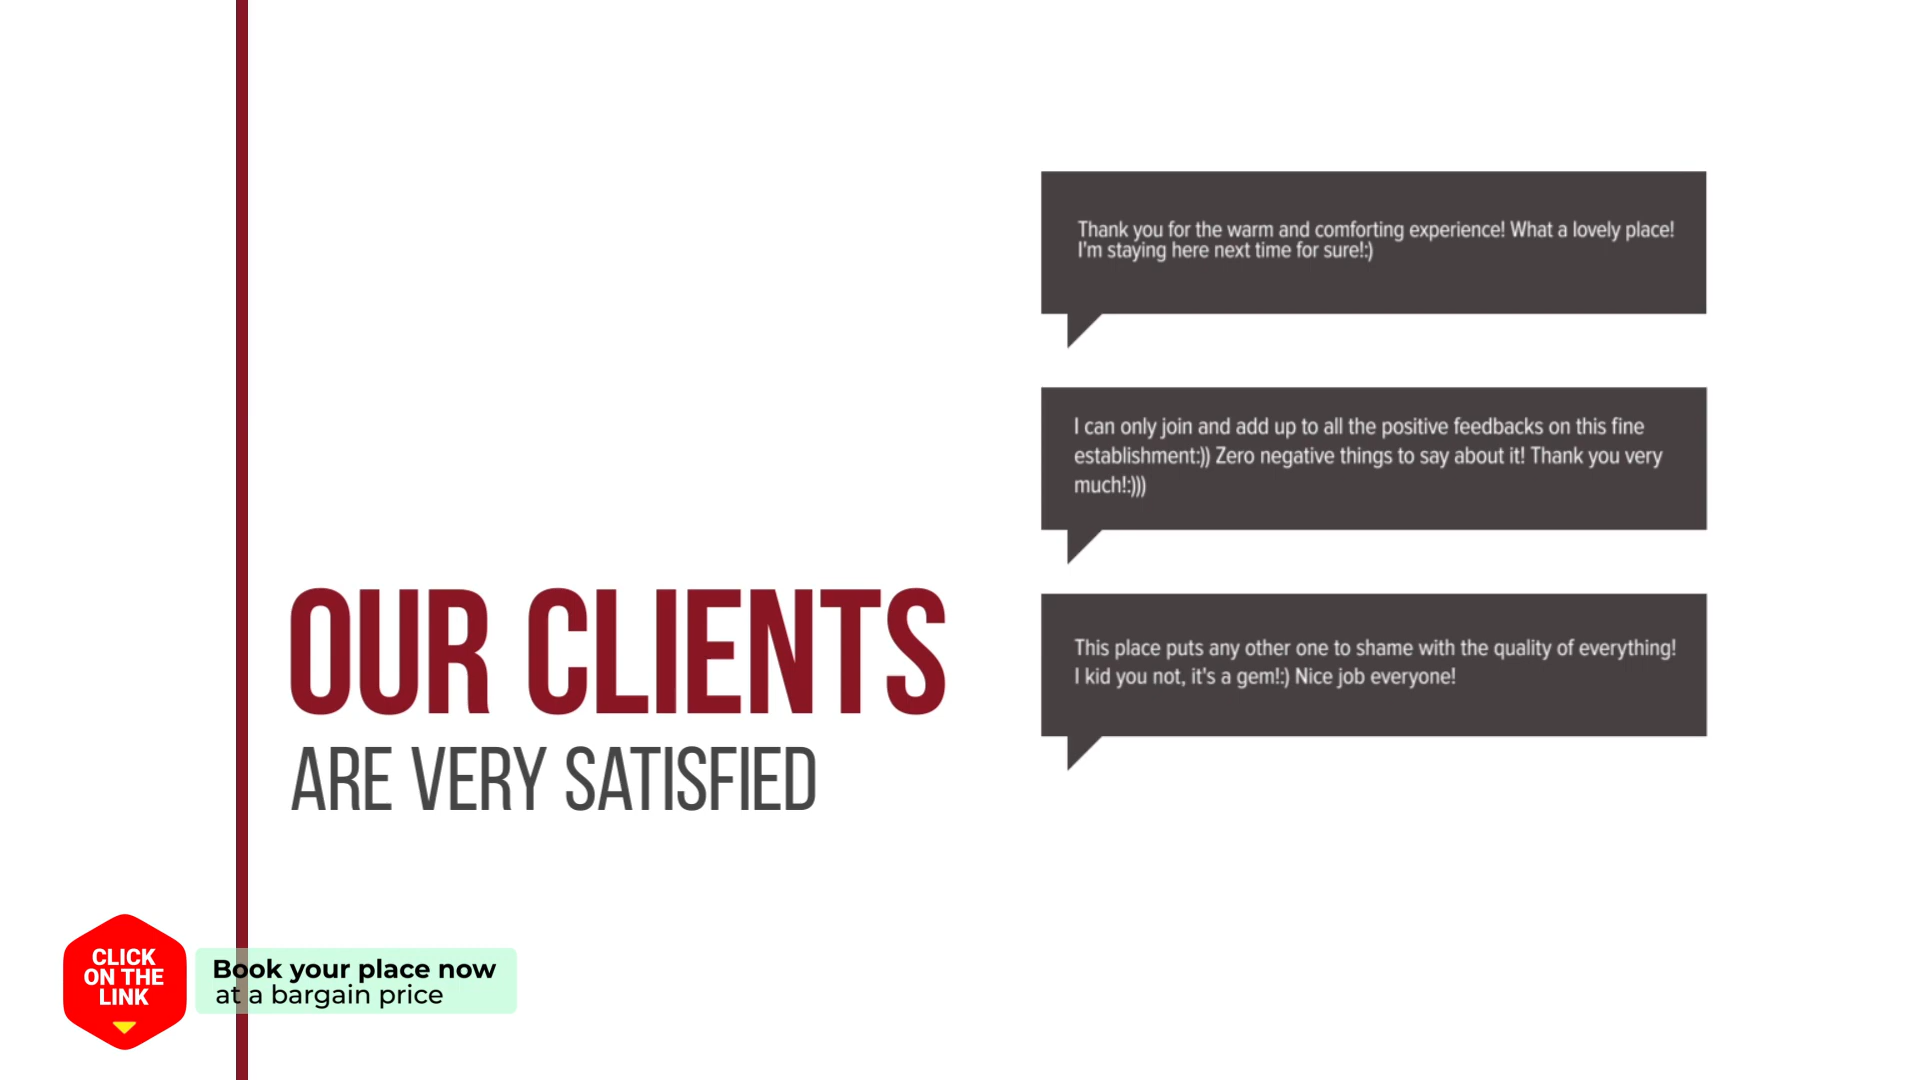 Thank you for the warm and comforting experience! What a lovely place!
I'm staying here next time for sure!:)
I can only join and add up to all the positive feedbacks on this fine
establishment:)) Zero negative things to say about it! Thank you very
much!:)))
This place puts any other one to shame with the quality of everything!
I kid you not, it's a gem!:) Nice job everyone!
OUR CLIENTS
ARE VERY SATISFIED
CLICK
ON THE
LINK
Book your place now
at a bargain price